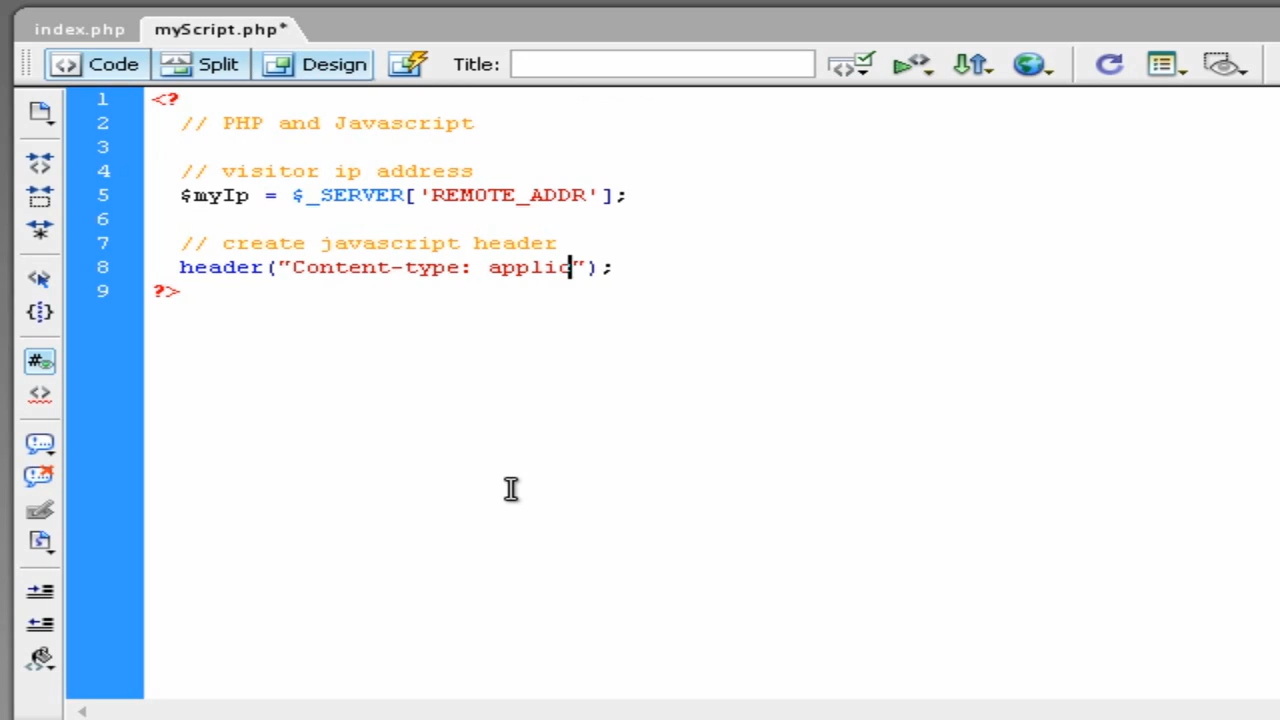 index.php myScript.php*
Code Split Design Title:
1 <?
2 // PHP and Javascript
3
4 // visitor ip address
5 $myIp = $_SERVER['REMOTE_ADDR'];
6
7 // create javascript header
8 header("Content-type: applic");
9 ?>